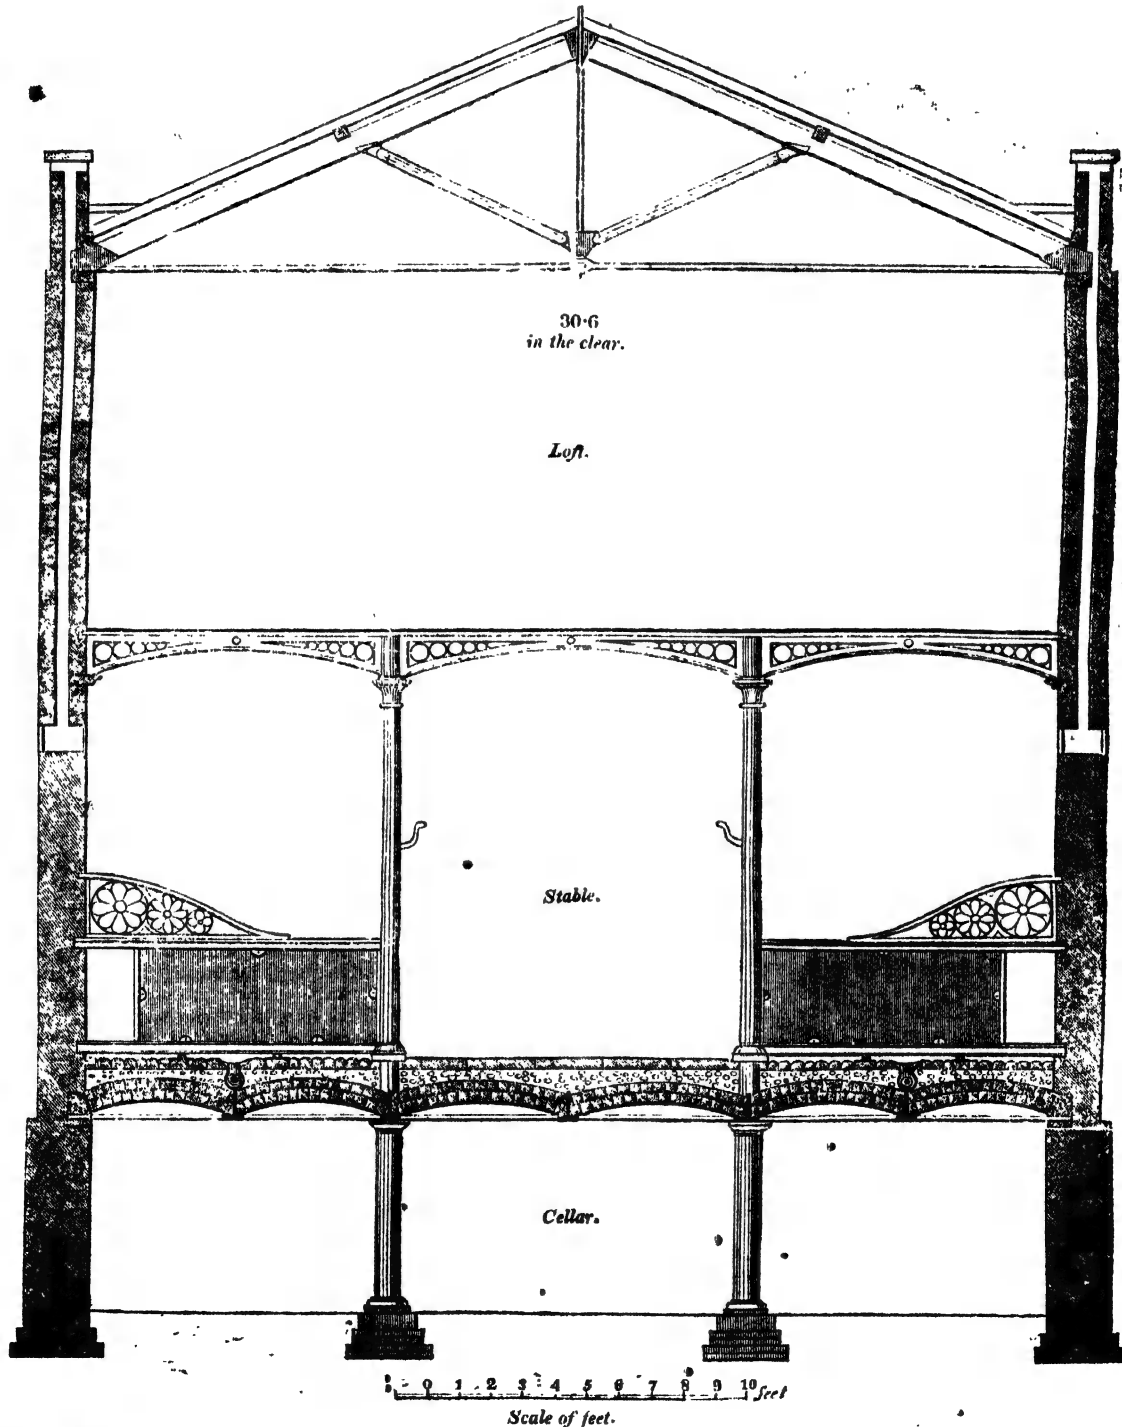 30·6
in the clear.
Loft.
Stable.
Cellar.
0 1 2 3 4 5 6 7 8 9 10 feet
Scale of feet.